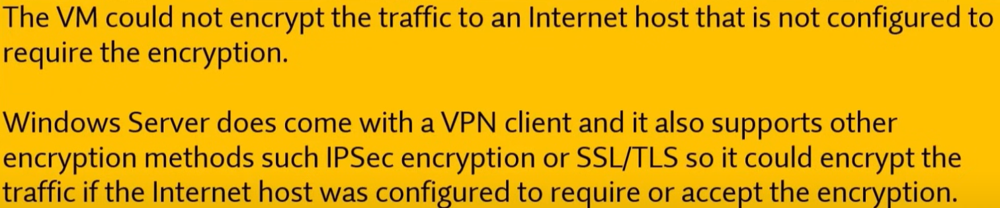 The VM could not encrypt the traffic to an Internet host that is not configured to
require the encryption.
Windows Server does come with a VPN client and it also supports other
encryption methods such IPSec encryption or SSL/TLS so it could encrypt the
traffic if the Internet host was configured to require or accept the encryption.